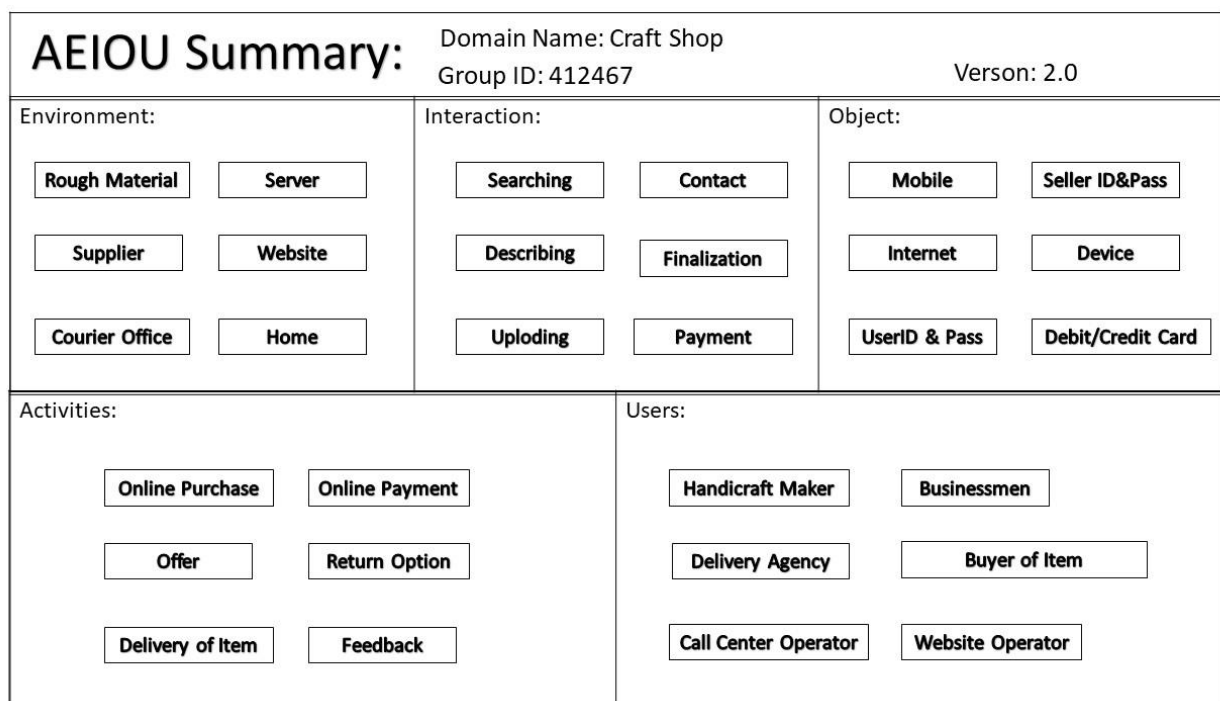 AEIOU Summary:
Domain Name: Craft Shop
Group ID: 412467
Verson: 2.0
Environment:
Rough Material
Server
Supplier
Website
Courier Office
Home
Interaction:
Searching
Contact
Describing
Finalization
Uploding
Payment
Object:
Mobile
Seller ID&Pass
Internet
Device
UserID & Pass
Debit/Credit Card
Activities:
Online Purchase
Online Payment
Offer
Return Option
Delivery of Item
Feedback
Users:
Handicraft Maker
Businessmen
Delivery Agency
Buyer of Item
Call Center Operator
Website Operator